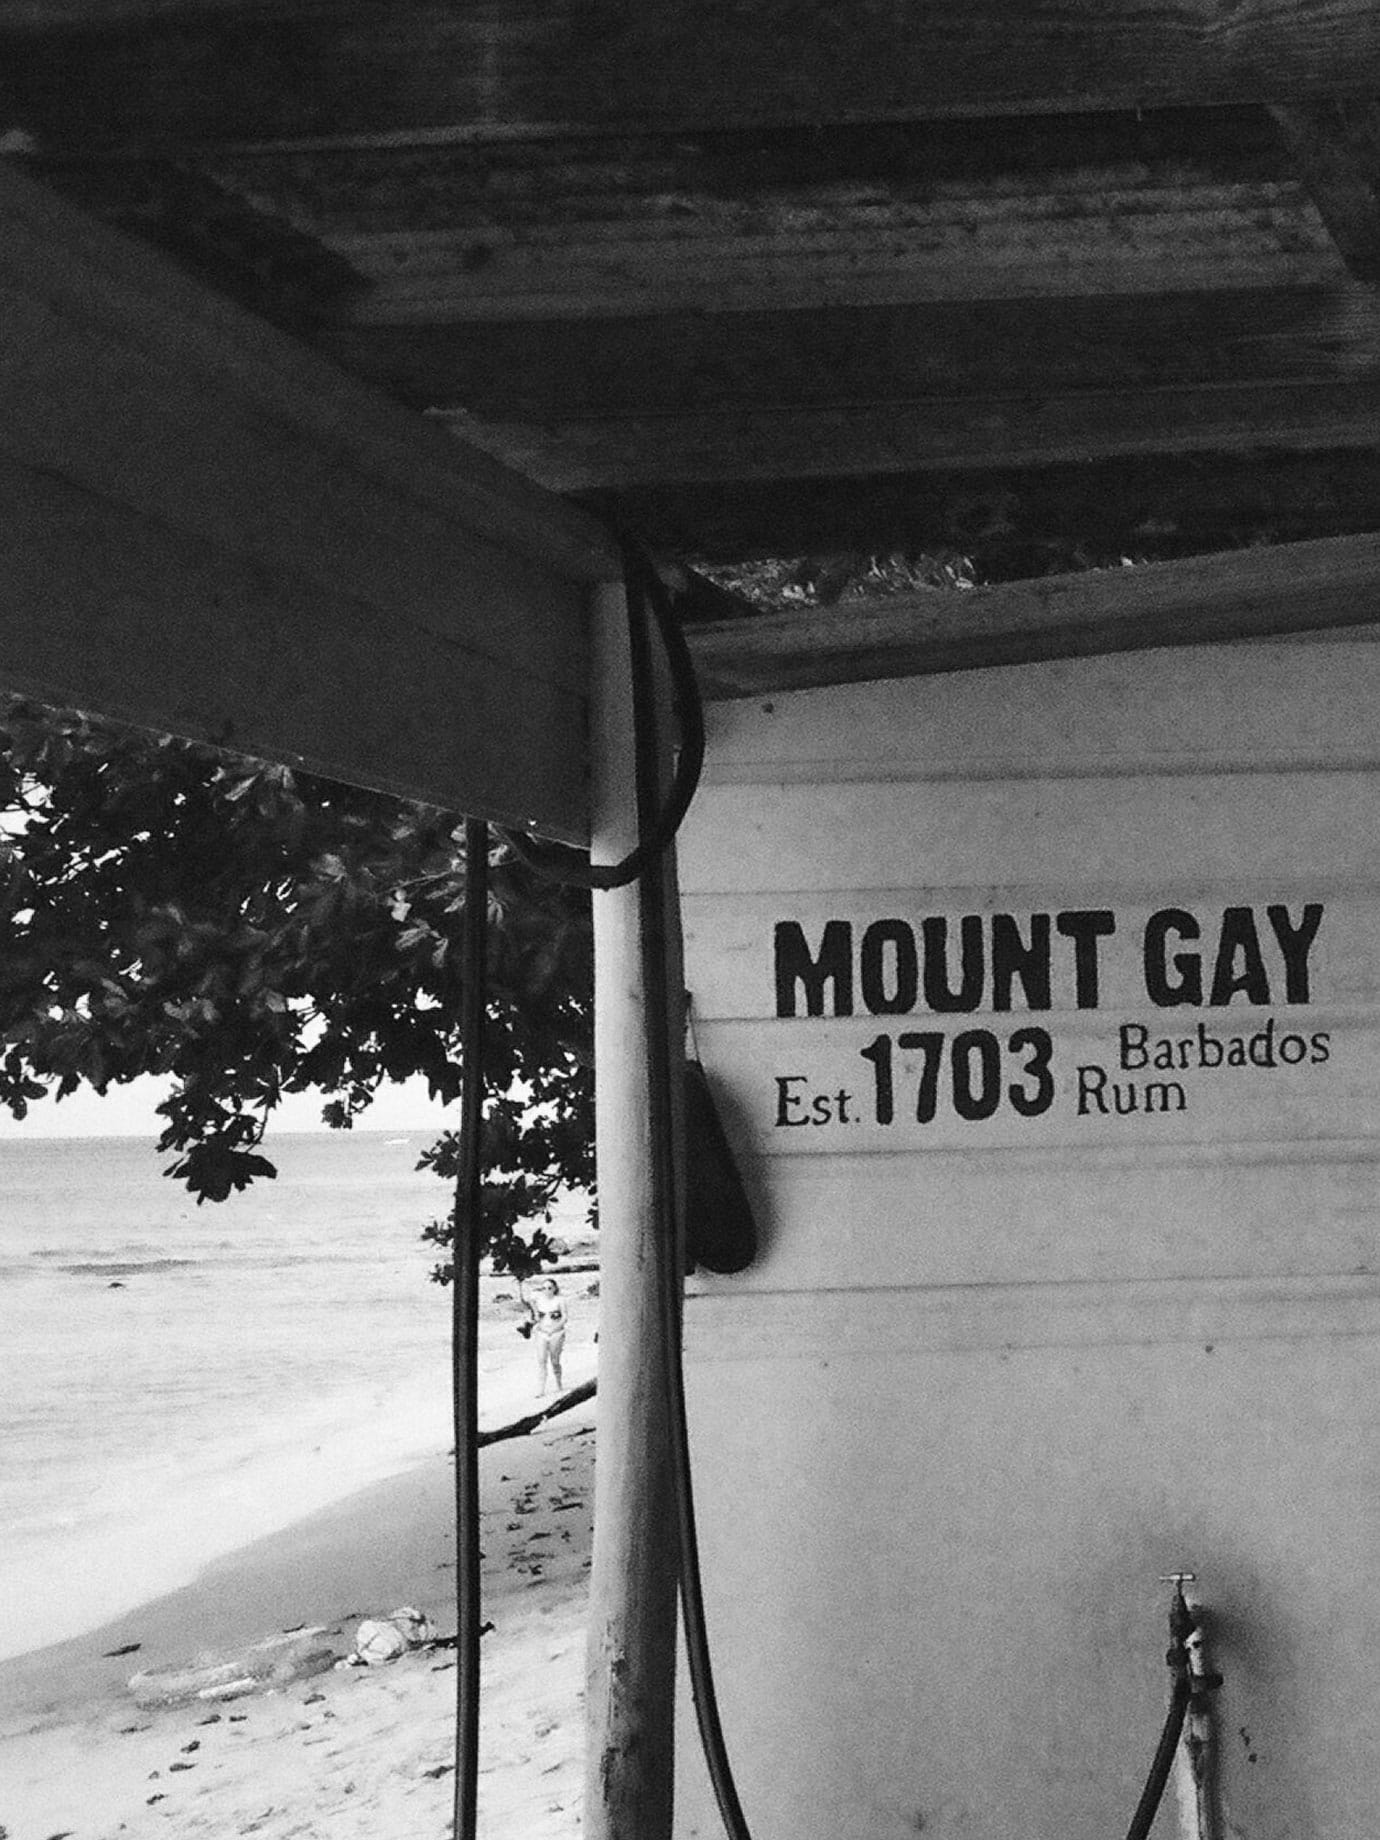 MOUNT GAY
Est. 1703 Barbados
Rum